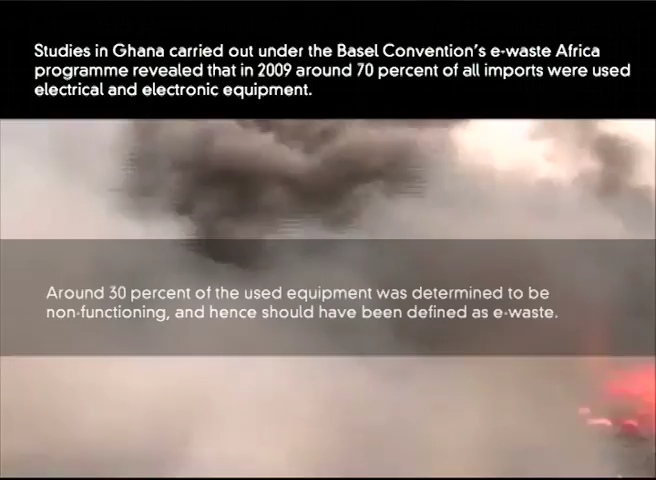 Studies in Ghana carried out under the Basel Convention's e-waste Africa
programme revealed that in 2009 around 70 percent of all imports were used
electrical and electronic equipment.
Around 30 percent of the used equipment was determined to be
non-functioning, and hence should have been defined as e-waste.